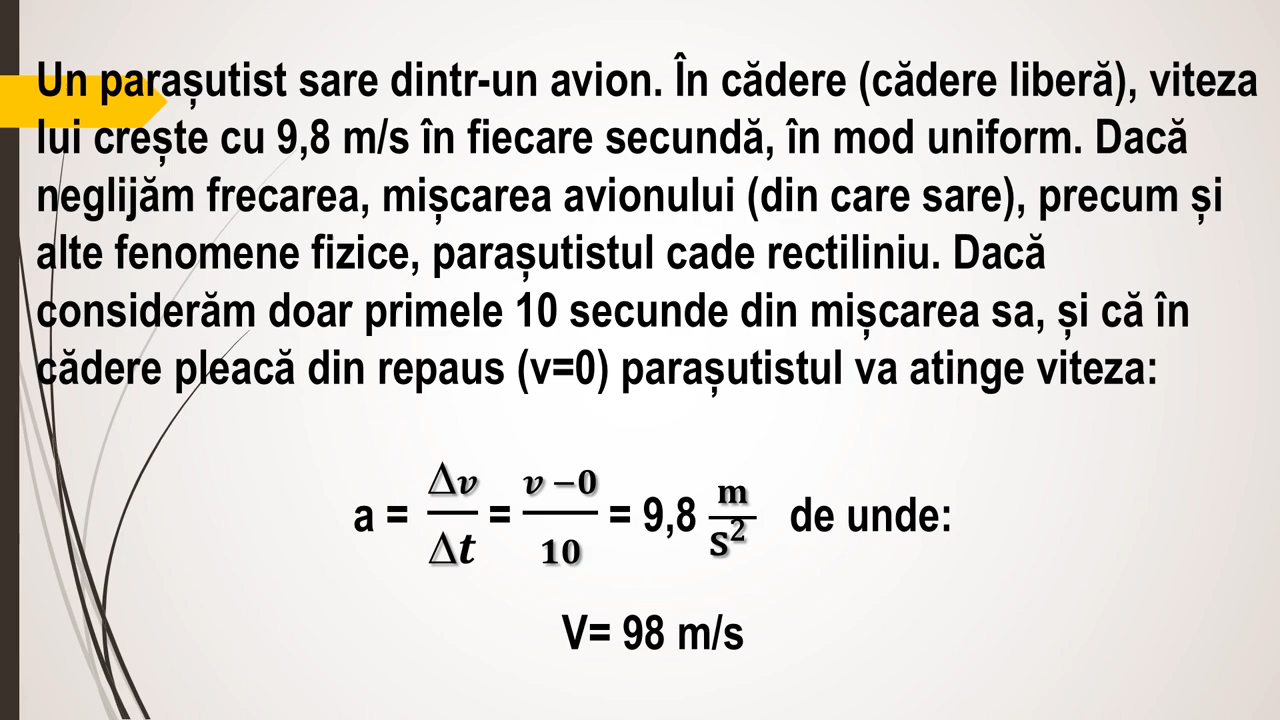 Un parașutist sare dintr-un avion. În cădere (cădere liberă), viteza
lui crește cu 9,8 m/s în fiecare secundă, în mod uniform. Dacă
neglijăm frecarea, mișcarea avionului (din care sare), precum și
alte fenomene fizice, parașutistul cade rectiliniu. Dacă
considerăm doar primele 10 secunde din mișcarea sa, și că în
cădere pleacă din repaus (v=0) parașutistul va atinge viteza:
a = Δv/Δt = v −0/10 = 9,8 m/s² de unde:
V= 98 m/s